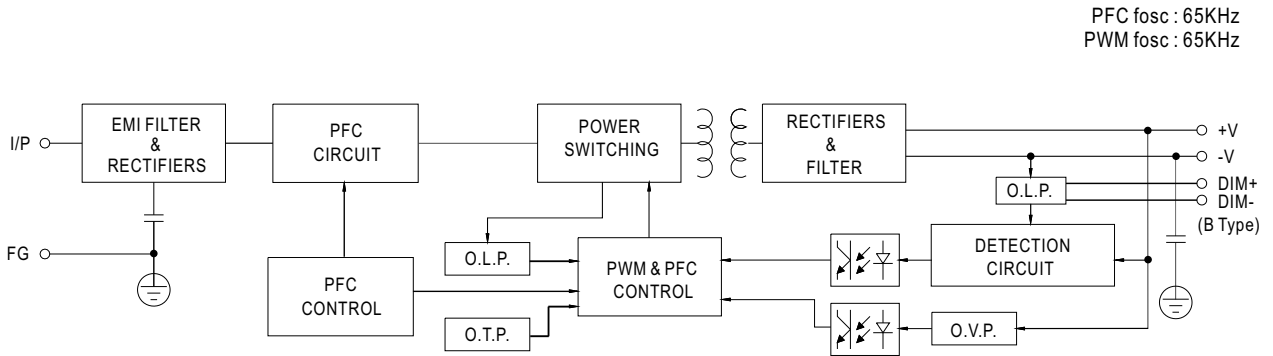 PFC fosc : 65KHz
PWM fosc : 65KHz
I/P
EMI FILTER
&
RECTIFIERS
PFC
CIRCUIT
POWER
SWITCHING
RECTIFIERS
&
FILTER
+V
-V
DIM+
DIM-
(B Type)
O.L.P.
FG
O.L.P.
PFC
CONTROL
PWM & PFC
CONTROL
DETECTION
CIRCUIT
O.T.P.
O.V.P.